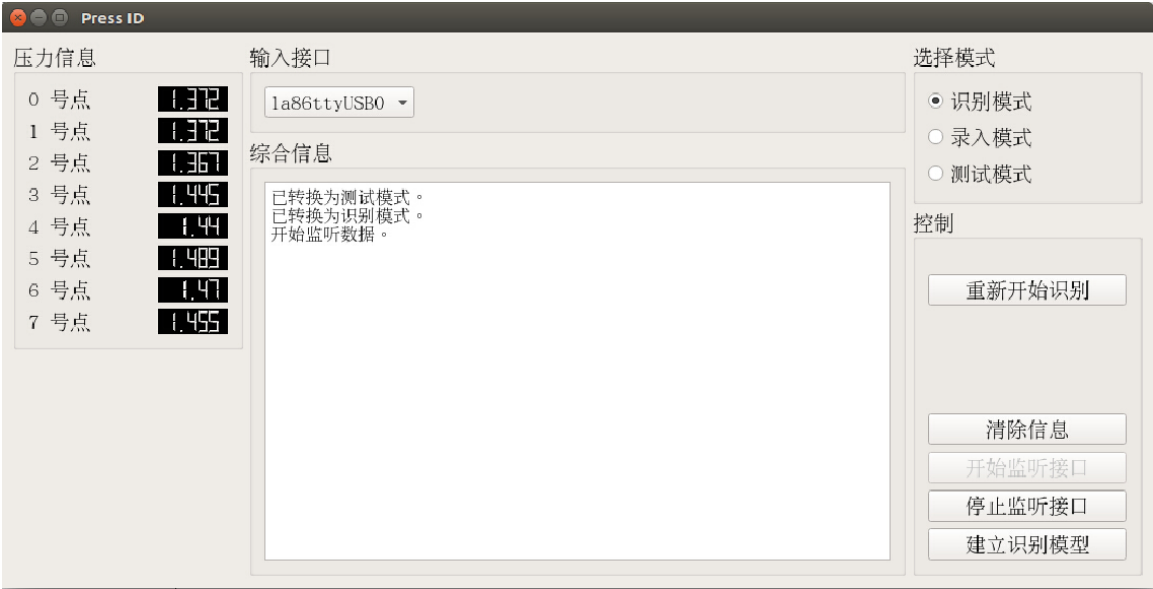 Press ID
压力信息
0 号点 1.372
1 号点 1.372
2 号点 1.367
3 号点 1.445
4 号点 1.44
5 号点 1.489
6 号点 1.47
7 号点 1.455
输入接口
1a86ttyUSB0
综合信息
已转换为测试模式。
已转换为识别模式。
开始监听数据。
选择模式
识别模式
录入模式
测试模式
控制
重新开始识别
清除信息
开始监听接口
停止监听接口
建立识别模型